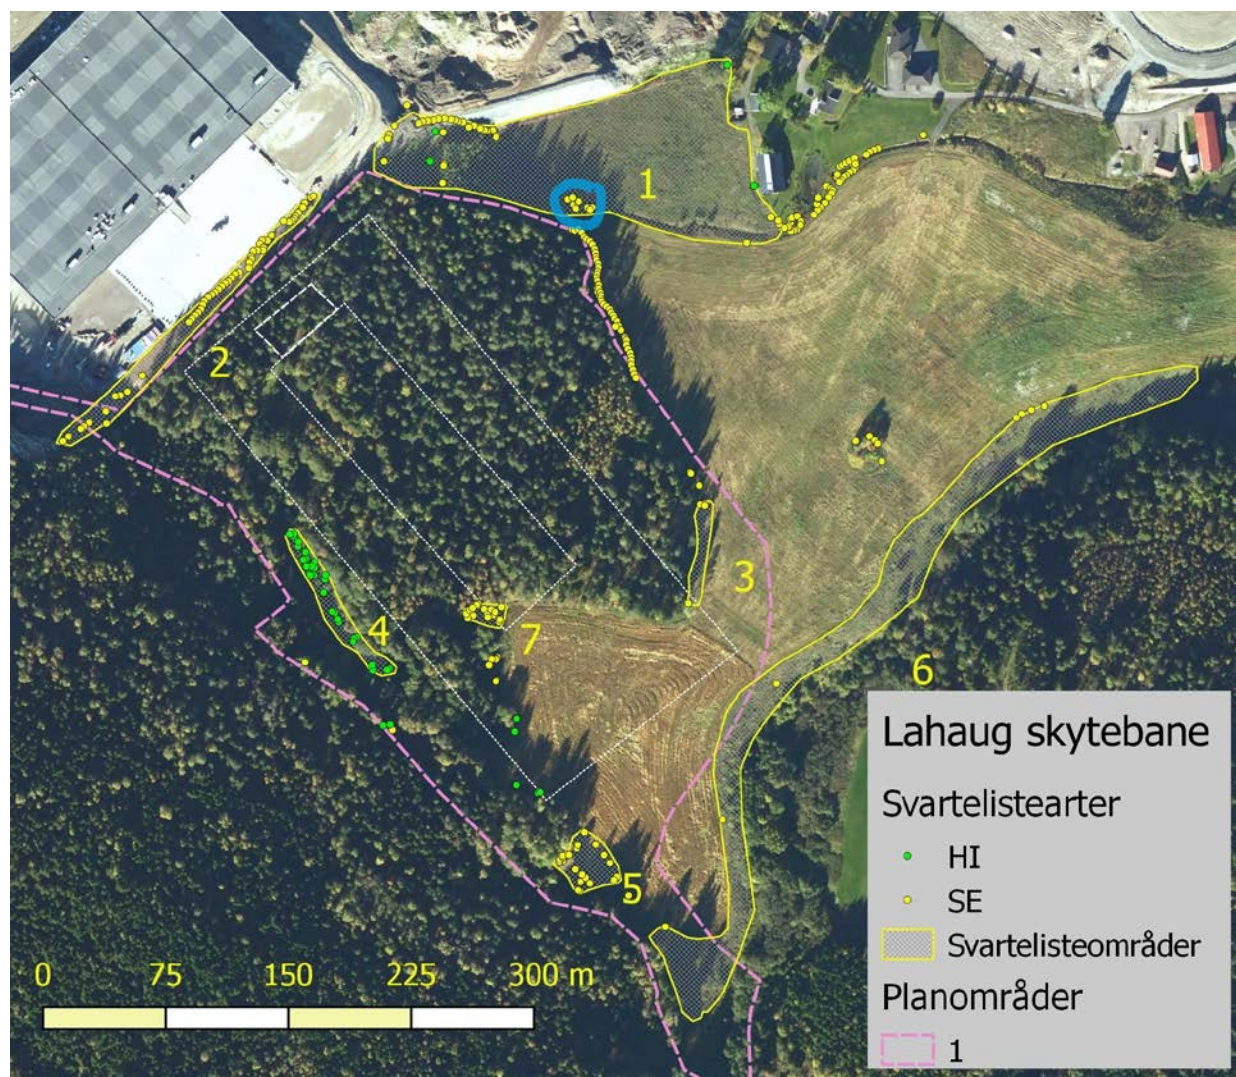 1
2
3
4
7
6
5
Lahaug skytebane
Svartelistearter
HI
SE
Svartelisteområder
Planområder
1
0 75 150 225 300 m